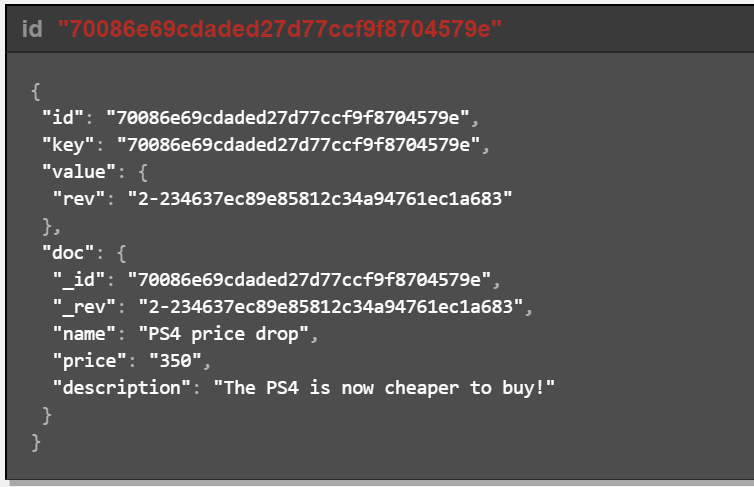 id "70086e69cdaded27d77ccf9f8704579e"
{
"id": "70086e69cdaded27d77ccf9f8704579e",
"key": "70086e69cdaded27d77ccf9f8704579e",
"value": {
"rev": "2-234637ec89e85812c34a94761ec1a683"
},
"doc": {
"_id": "70086e69cdaded27d77ccf9f8704579e",
"_rev": "2-234637ec89e85812c34a94761ec1a683",
"name": "PS4 price drop",
"price": "350",
"description": "The PS4 is now cheaper to buy!"
}
}